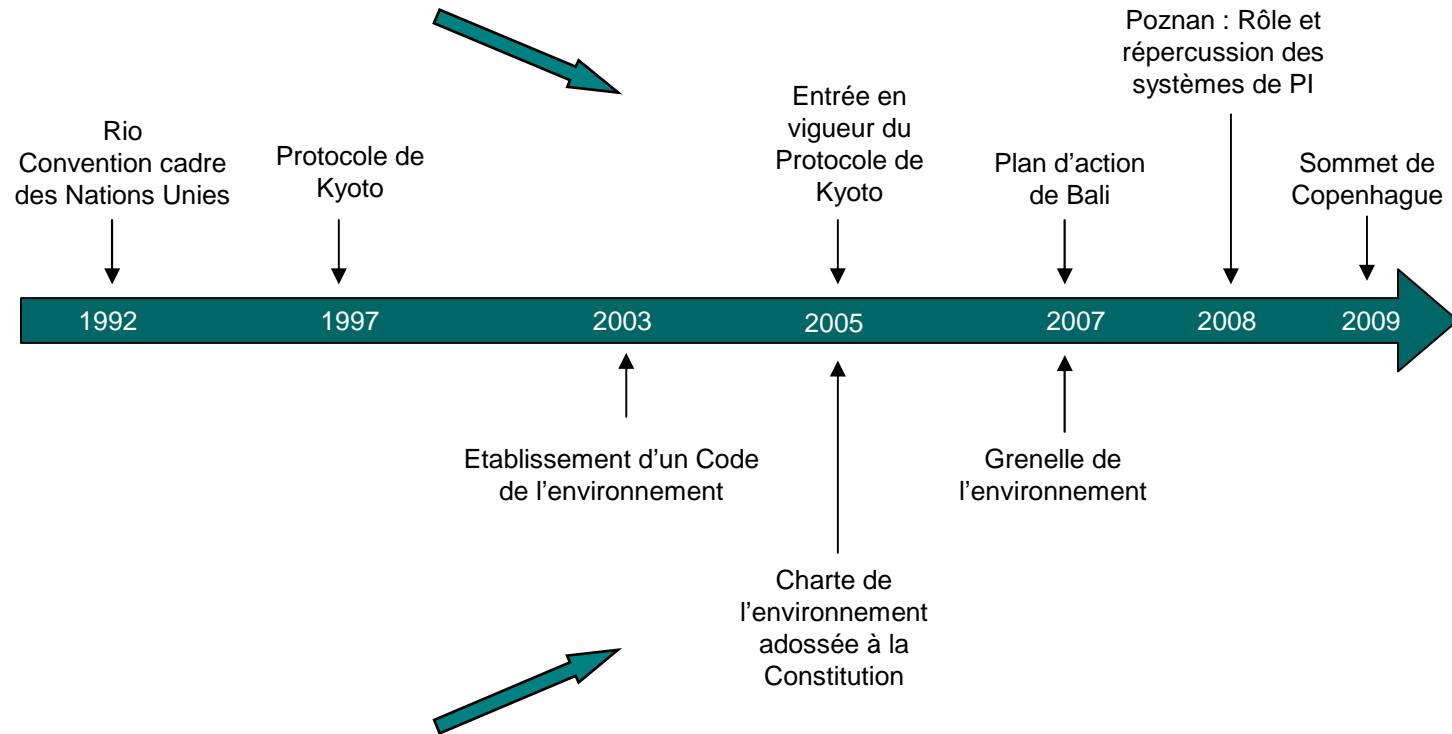 Poznan : Rôle et
répercussion des
systèmes de PI
Entrée en
vigueur du
Protocole de
Kyoto
Rio
Convention cadre
des Nations Unies
Protocole de
Kyoto
Plan d’action
de Bali
Sommet de
Copenhague
1992
1997
2003
2005
2007
2008
2009
Etablissement d’un Code
de l’environnement
Grenelle de
l’environnement
Charte de
l’environnement
adossée à la
Constitution